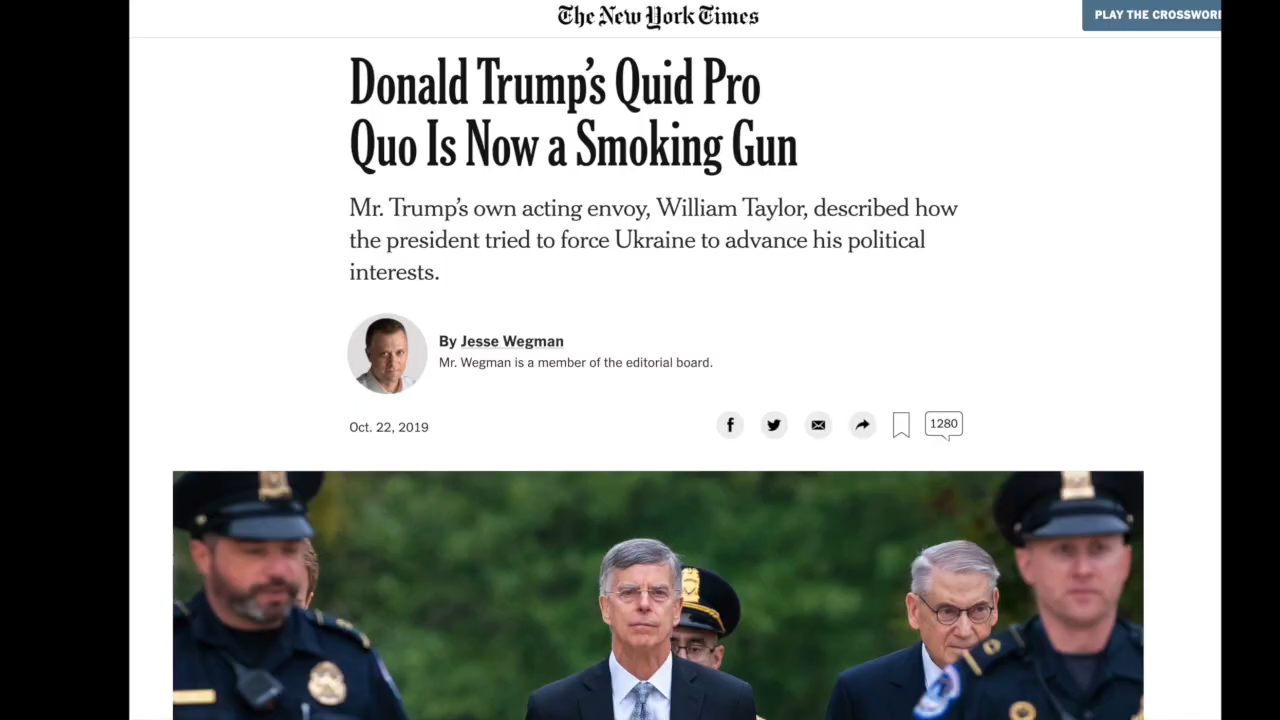 The New York Times
PLAY THE CROSSWOR
Donald Trump's Quid Pro
Quo Is Now a Smoking Gun
Mr. Trump's own acting envoy, William Taylor, described how
the president tried to force Ukraine to advance his political
interests.
By Jesse Wegman
Mr. Wegman is a member of the editorial board.
Oct. 22, 2019
1280